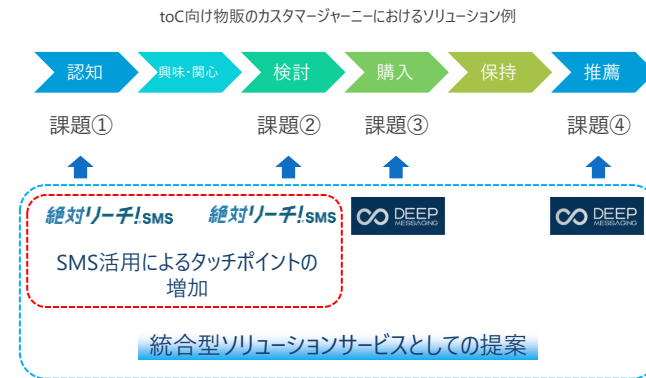 toC向け物販のカスタマージャーニーにおけるソリューション例
認知
興味・関心
検討
購入
保持
推薦
課題①
課題②
課題③
課題④
絶対リーチ!SMS
絶対リーチ!SMS
DEEP
MESSAGING
DEEP
MESSAGING
SMS活用によるタッチポイントの
増加
統合型ソリューションサービスとしての提案